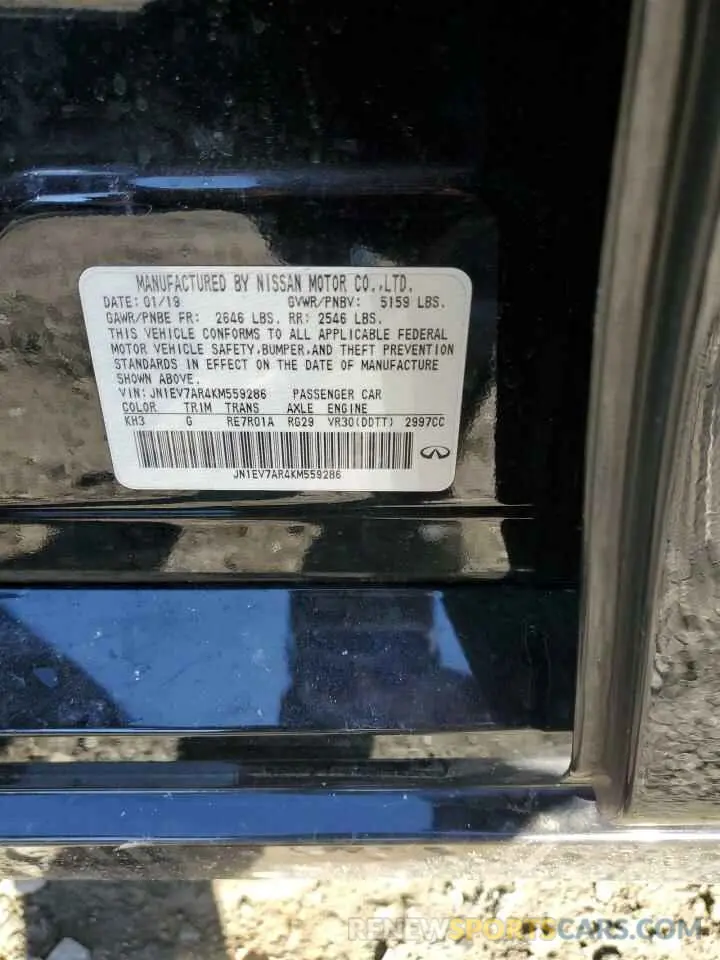 MANUFACTURED BY NISSAN MOTOR CO.,LTD.
DATE: 01/19 GVWR/PNBV: 5159 LBS.
GAWR/PNBE FR: 2646 LBS. RR: 2546 LBS.
THIS VEHICLE CONFORMS TO ALL APPLICABLE FEDERAL
MOTOR VEHICLE SAFETY,BUMPER,AND THEFT PREVENTION
STANDARDS IN EFFECT ON THE DATE OF MANUFACTURE
SHOWN ABOVE.
VIN: JN1EV7AR4KM559286 PASSENGER CAR
COLOR TRIM TRANS AXLE ENGINE
KH3 G RE7R01A RG29 VR30(DDTT) 2997CC
JN1EV7AR4KM559286
RENEWSPORTSCARS.COM